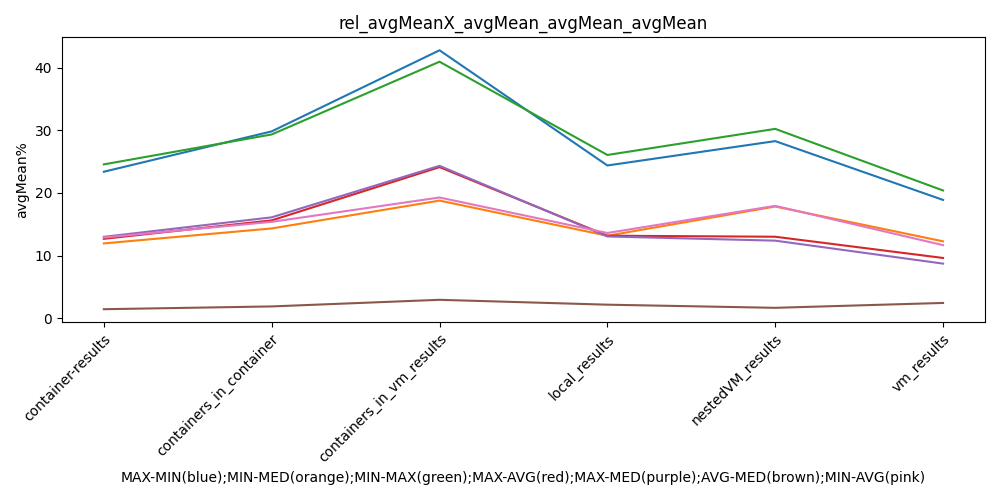 rel_avgMeanX_avgMean_avgMean_avgMean
avgMean%
40
30
20
10
0
container-results
containers_in_container
containers_in_vm_results
local_results
nestedVM_results
vm_results
MAX-MIN(blue);MIN-MED(orange);MIN-MAX(green);MAX-AVG(red);MAX-MED(purple);AVG-MED(brown);MIN-AVG(pink)